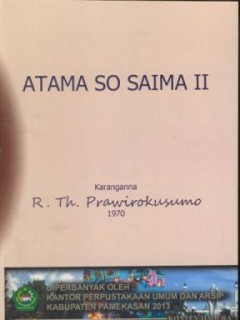 ATAMA SO SAIMA II
Karanganna
R. Th. Prawirokusumo
1970
DIPERBANYAK OLEH
KANTOR PERPUSTAKAAN UMUM DAN ARSIP
KABUPATEN PAMEKASAN 2013